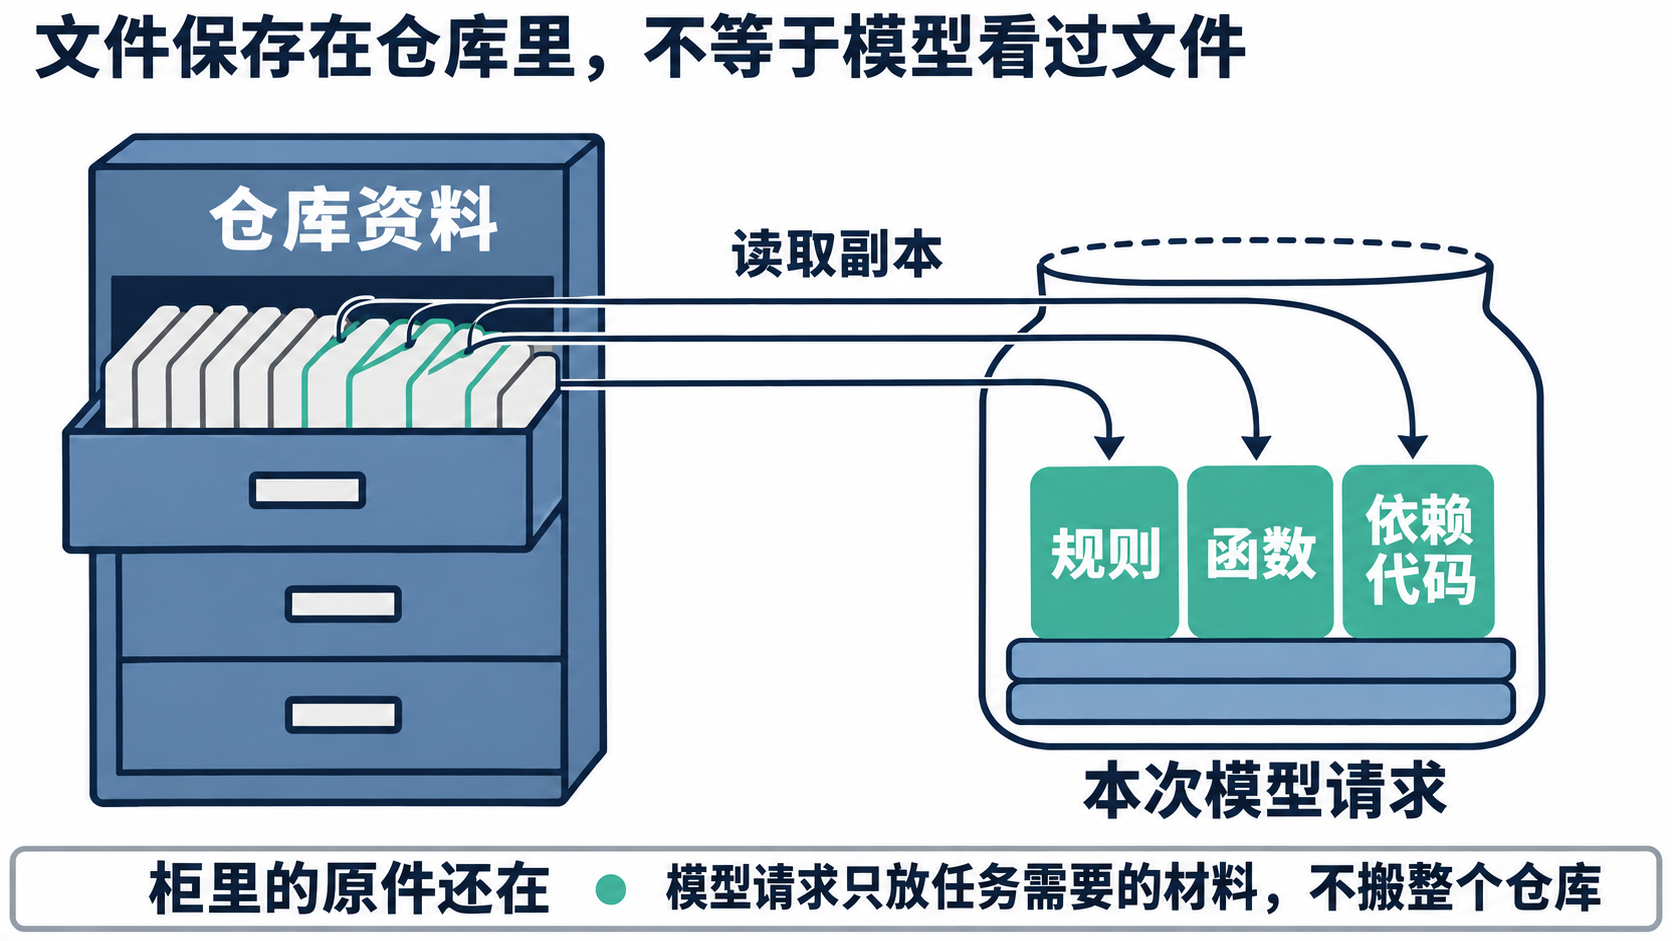 文件保存在仓库里，不等于模型看过文件
仓库资料
读取副本
规则
函数
依赖
代码
本次模型请求
柜里的原件还在 ● 模型请求只放任务需要的材料，不搬整个仓库